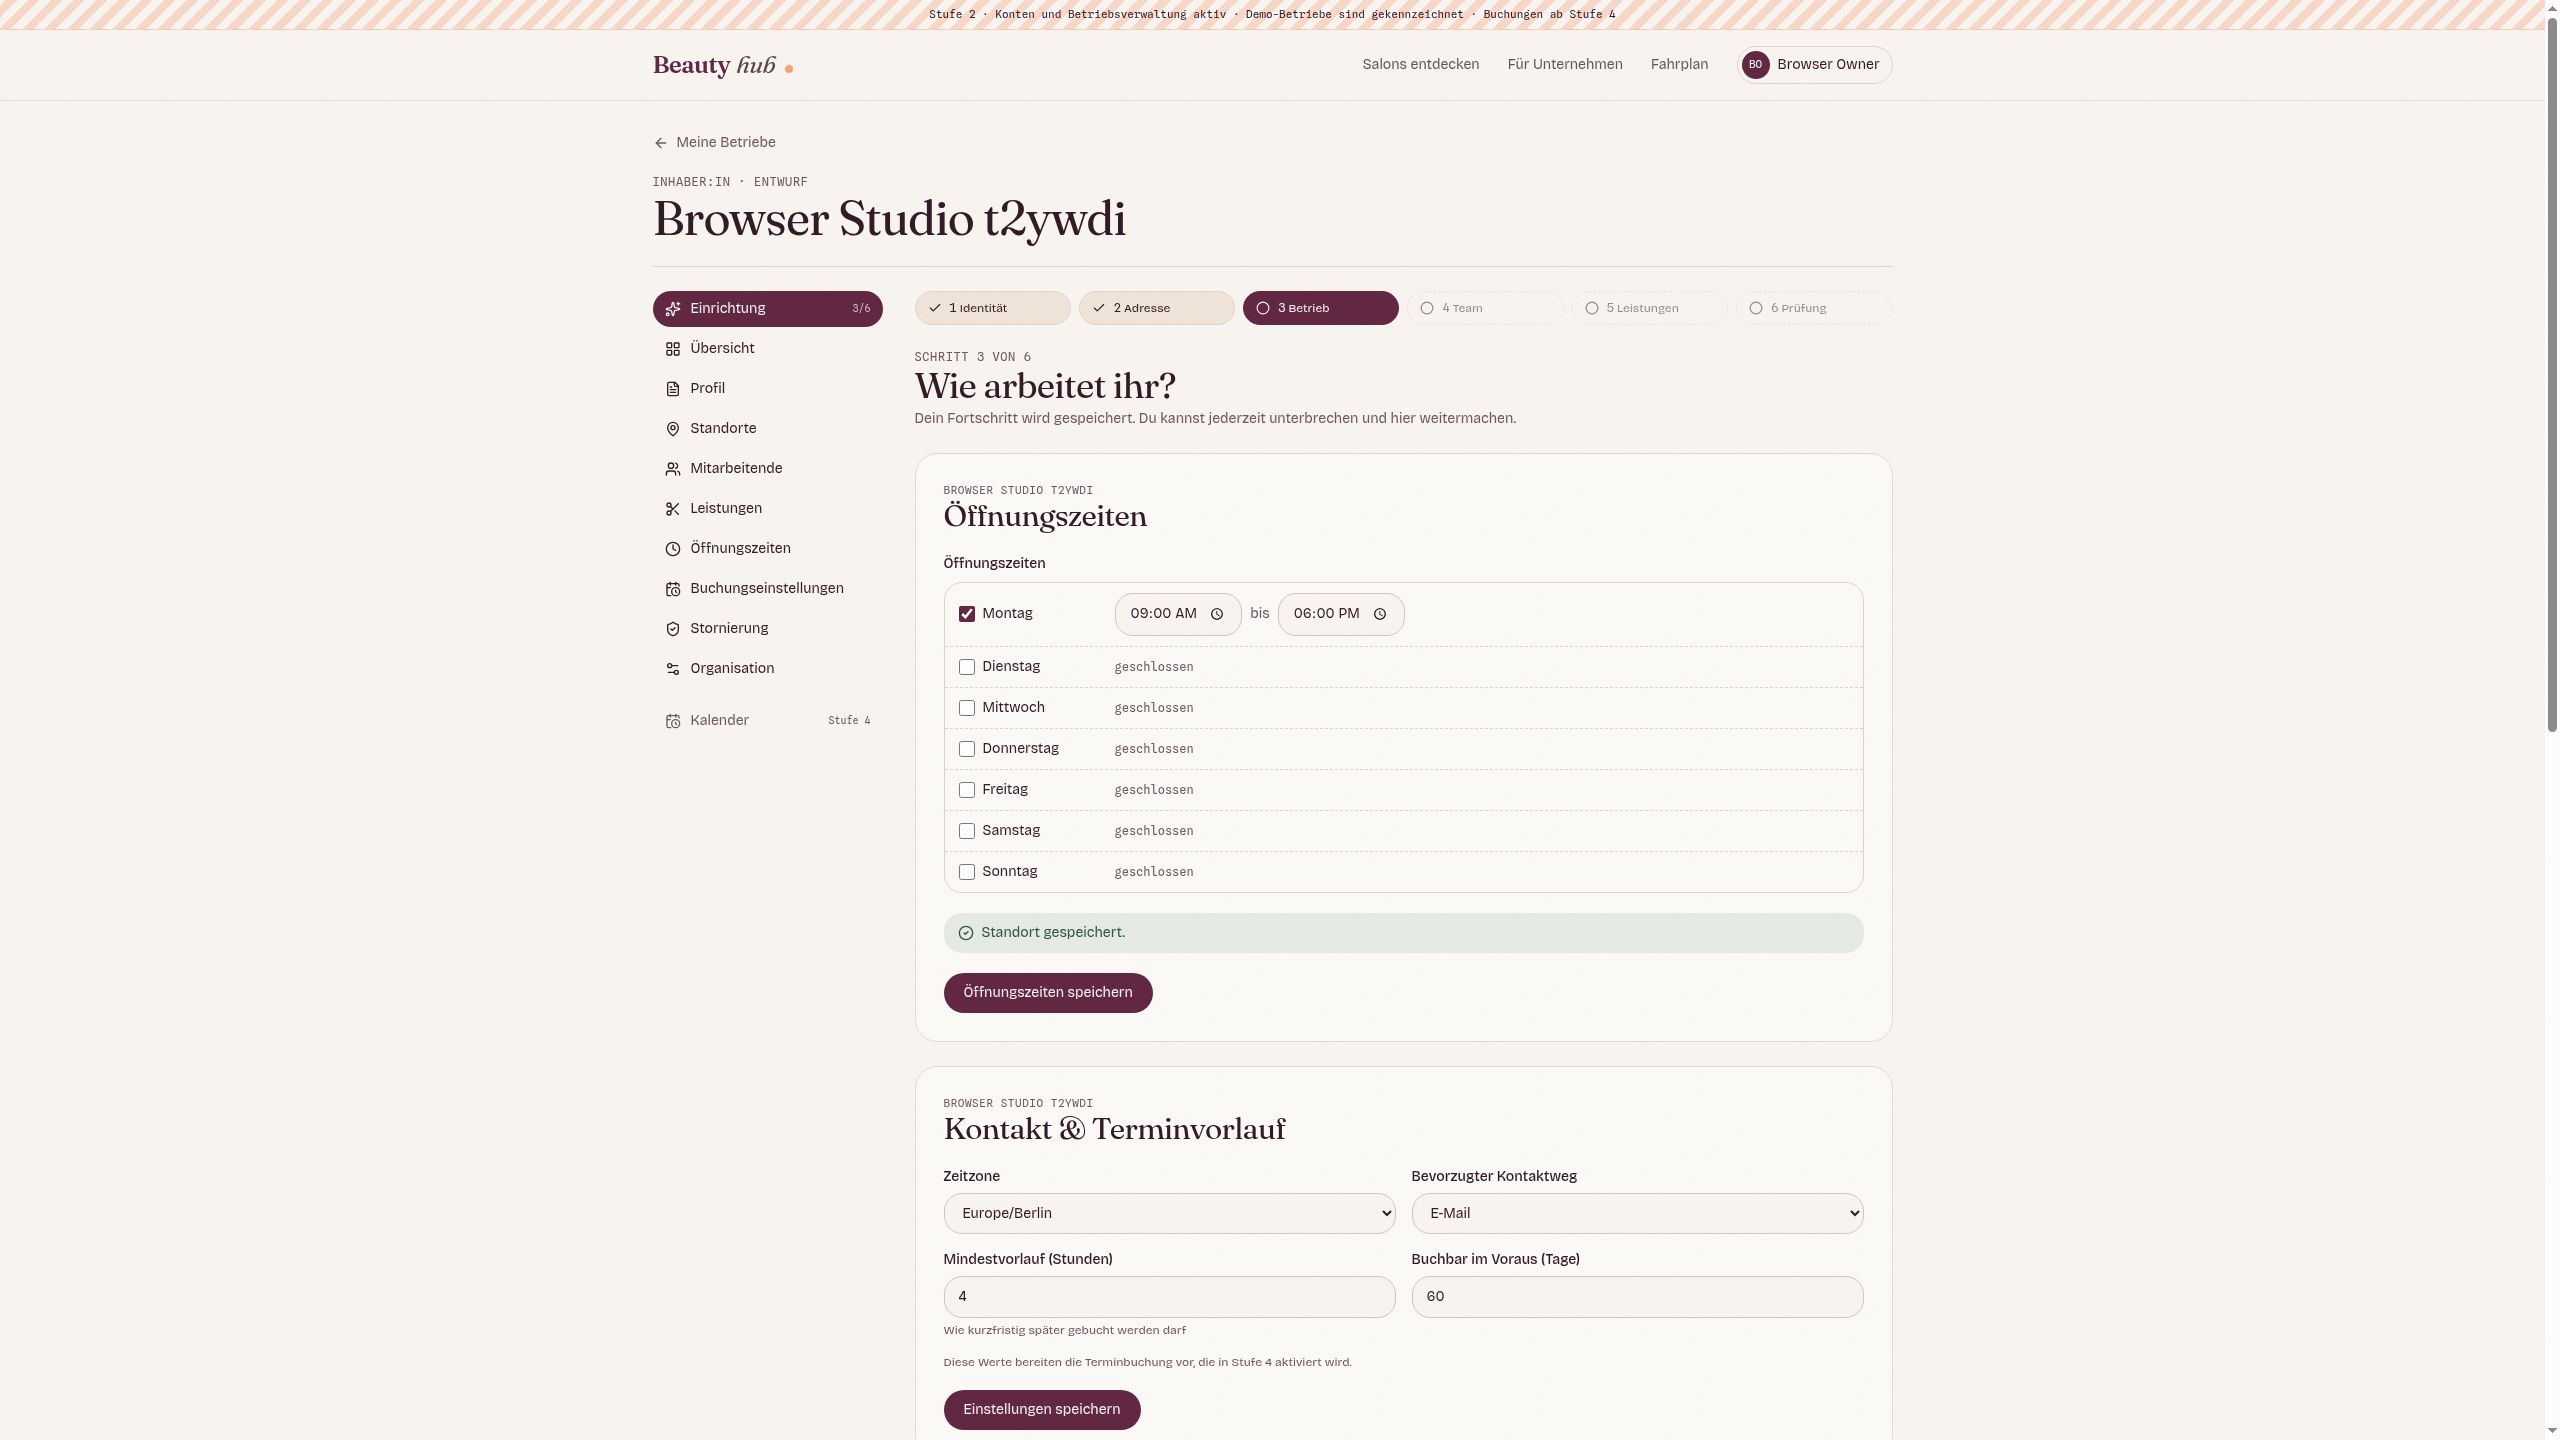 Stufe 2 · Konten und Betriebsverwaltung aktiv · Demo-Betriebe sind gekennzeichnet · Buchungen ab Stufe 4
Beauty hub
Salons entdecken
Für Unternehmen
Fahrplan
BO
Browser Owner
Meine Betriebe
INHABER:IN · ENTWURF
Browser Studio t2ywdi
Einrichtung 3/6
Übersicht
Profil
Standorte
Mitarbeitende
Leistungen
Öffnungszeiten
Buchungseinstellungen
Stornierung
Organisation
Kalender Stufe 4
1 Identität
2 Adresse
3 Betrieb
4 Team
5 Leistungen
6 Prüfung
SCHRITT 3 VON 6
Wie arbeitet ihr?
Dein Fortschritt wird gespeichert. Du kannst jederzeit unterbrechen und hier weitermachen.
BROWSER STUDIO T2YWDI
Öffnungszeiten
Öffnungszeiten
Montag 09:00 AM bis 06:00 PM
Dienstag geschlossen
Mittwoch geschlossen
Donnerstag geschlossen
Freitag geschlossen
Samstag geschlossen
Sonntag geschlossen
Standort gespeichert.
Öffnungszeiten speichern
BROWSER STUDIO T2YWDI
Kontakt & Terminvorlauf
Zeitzone
Europe/Berlin
Bevorzugter Kontaktweg
E-Mail
Mindestvorlauf (Stunden)
4
Wie kurzfristig später gebucht werden darf
Buchbar im Voraus (Tage)
60
Diese Werte bereiten die Terminbuchung vor, die in Stufe 4 aktiviert wird.
Einstellungen speichern